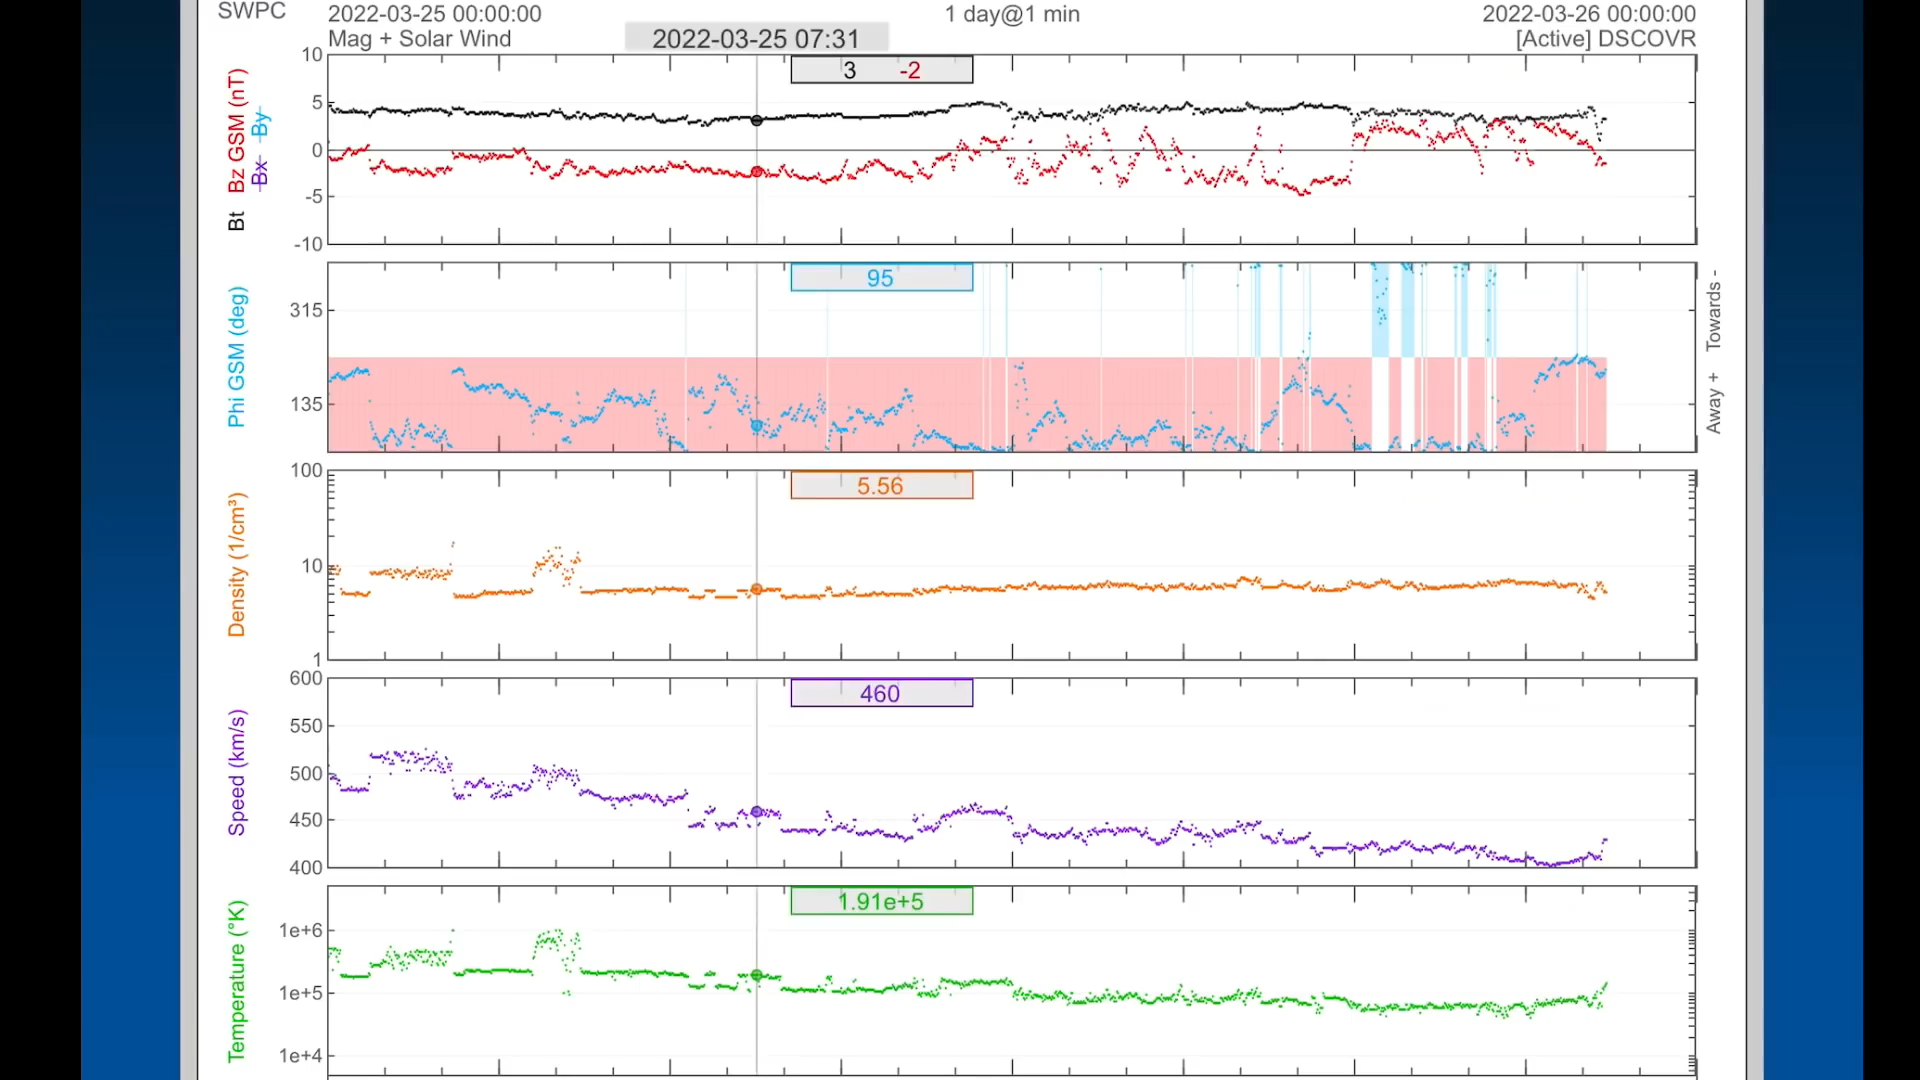 SWPC
2022-03-25 00:00:00
1 day@1 min
2022-03-26 00:00:00
Mag + Solar Wind
2022-03-25 07:31
[Active] DSCOVR
Bt Bz GSM (nT)
Bx By
10
5
0
-5
-10
3 -2
Phi GSM (deg)
315
135
95
Away + Towards -
Density (1/cm³)
100
10
1
5.56
Speed (km/s)
600
550
500
450
400
460
Temperature (°K)
1e+6
1e+5
1e+4
1.91e+5